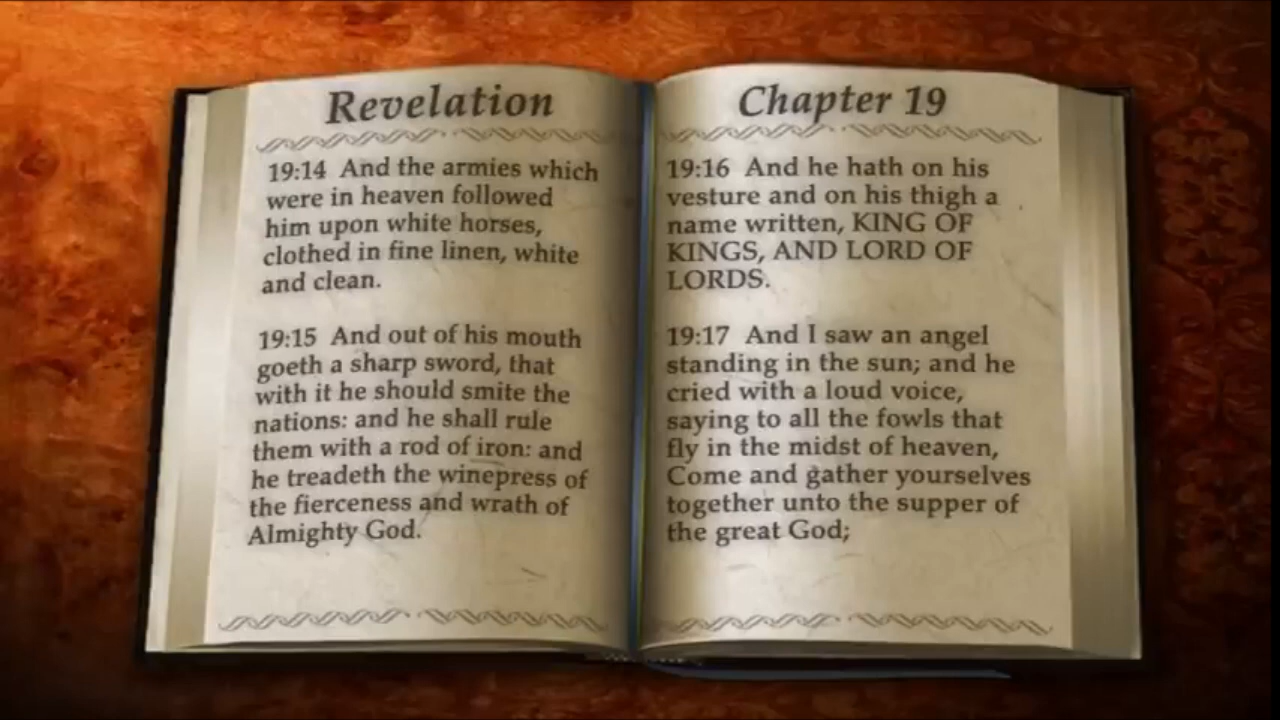 Revelation
19:14 And the armies which
were in heaven followed
him upon white horses,
clothed in fine linen, white
and clean.
19:15 And out of his mouth
goeth a sharp sword, that
with it he should smite the
nations: and he shall rule
them with a rod of iron: and
he treadeth the winepress of
the fierceness and wrath of
Almighty God.
Chapter 19
19:16 And he hath on his
vesture and on his thigh a
name written, KING OF
KINGS, AND LORD OF
LORDS.
19:17 And I saw an angel
standing in the sun; and he
cried with a loud voice,
saying to all the fowls that
fly in the midst of heaven,
Come and gather yourselves
together unto the supper of
the great God;